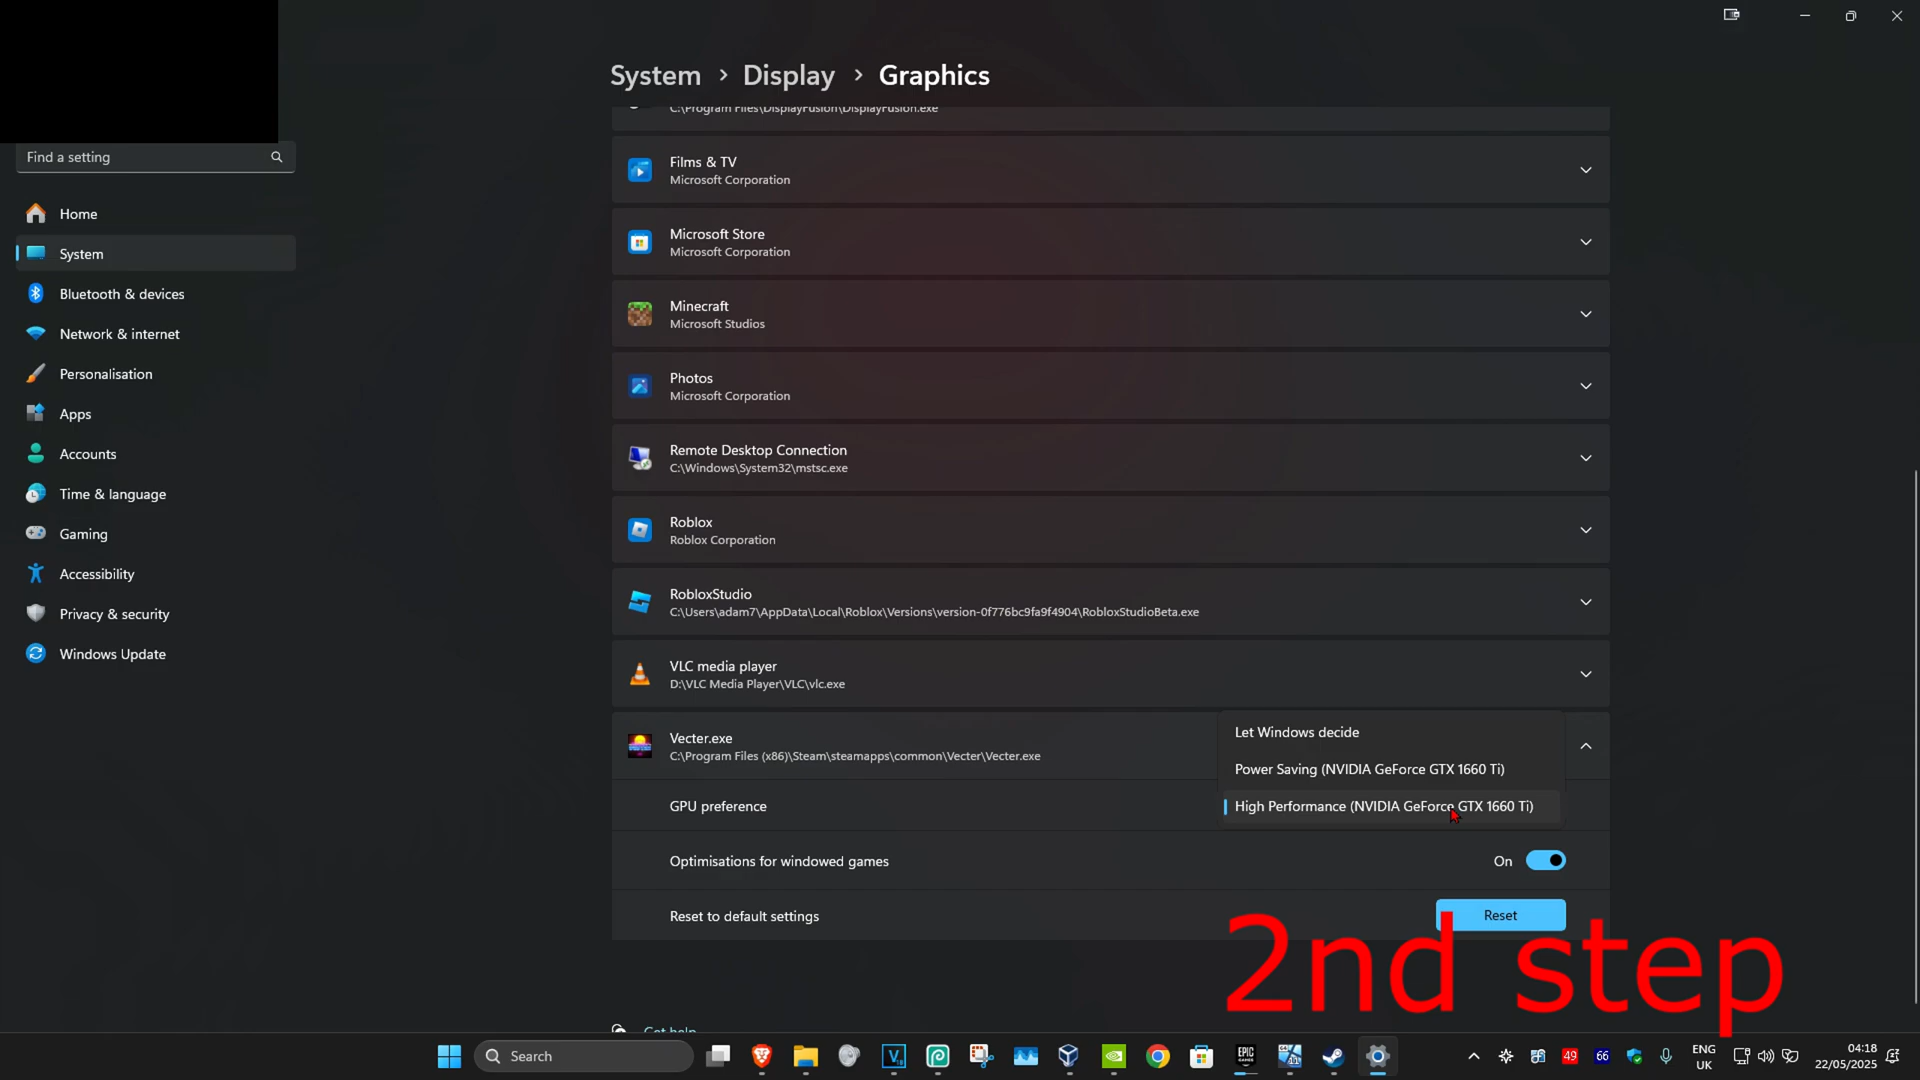 System > Display > Graphics
C:\Program Files\DisplayFusion\DisplayFusion.exe
Find a setting
Home
System
Bluetooth & devices
Network & internet
Personalisation
Apps
Accounts
Time & language
Gaming
Accessibility
Privacy & security
Windows Update
Films & TV
Microsoft Corporation
Microsoft Store
Microsoft Corporation
Minecraft
Microsoft Studios
Photos
Microsoft Corporation
Remote Desktop Connection
C:\Windows\System32\mstsc.exe
Roblox
Roblox Corporation
RobloxStudio
C:\Users\adam7\AppData\Local\Roblox\Versions\version-0f776bc9fa9f4904\RobloxStudioBeta.exe
VLC media player
D:\VLC Media Player\VLC\vlc.exe
Vecter.exe
C:\Program Files (x86)\Steam\steamapps\common\Vecter\Vecter.exe
Let Windows decide
Power Saving (NVIDIA GeForce GTX 1660 Ti)
GPU preference
High Performance (NVIDIA GeForce GTX 1660 Ti)
Optimisations for windowed games
On
Reset to default settings
Reset
2nd step
Get help
Search
EPIC GAMES
49
66
ENG
UK
04:18
22/05/2025